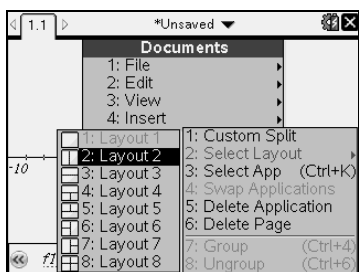 1.1 *Unsaved
Documents
1: File
2: Edit
3: View
4: Insert
1: Layout 1
2: Layout 2
3: Layout 3
4: Layout 4
5: Layout 5
6: Layout 6
7: Layout 7
8: Layout 8
1: Custom Split
2: Select Layout
3: Select App (Ctrl+K)
4: Swap Applications
5: Delete Application
6: Delete Page
7: Group (Ctrl+4)
8: Ungroup (Ctrl+6)
-10
f1